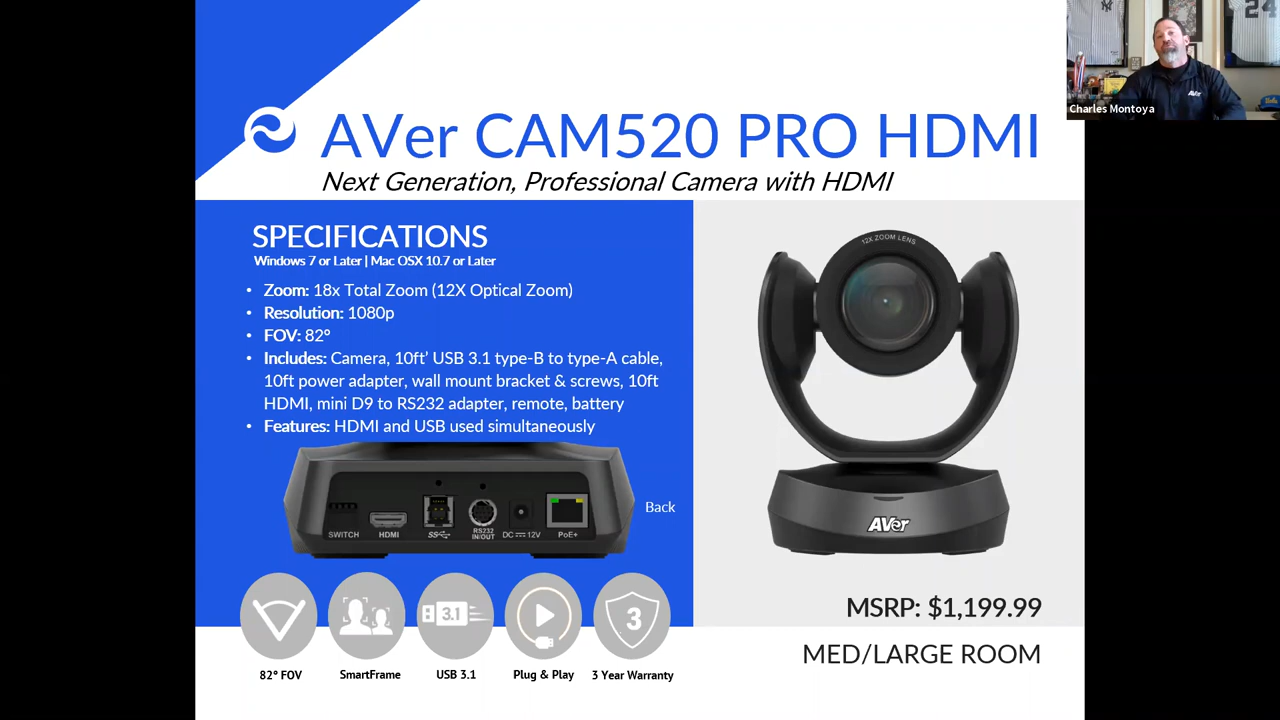 24
Charles Montoya
AVer CAM520 PRO HDMI
Next Generation, Professional Camera with HDMI
SPECIFICATIONS
Windows 7 or Later | Mac OSX 10.7 or Later
• Zoom: 18x Total Zoom (12X Optical Zoom)
• Resolution: 1080p
• FOV: 82°
• Includes: Camera, 10ft’ USB 3.1 type-B to type-A cable,
10ft power adapter, wall mount bracket & screws, 10ft
HDMI, mini D9 to RS232 adapter, remote, battery
• Features: HDMI and USB used simultaneously
Back
SWITCH
HDMI
RS232
IN/OUT
DC 12V
PoE+
12X ZOOM LENS
AVer
3.1
3
82° FOV
SmartFrame
USB 3.1
Plug & Play
3 Year Warranty
MSRP: $1,199.99
MED/LARGE ROOM